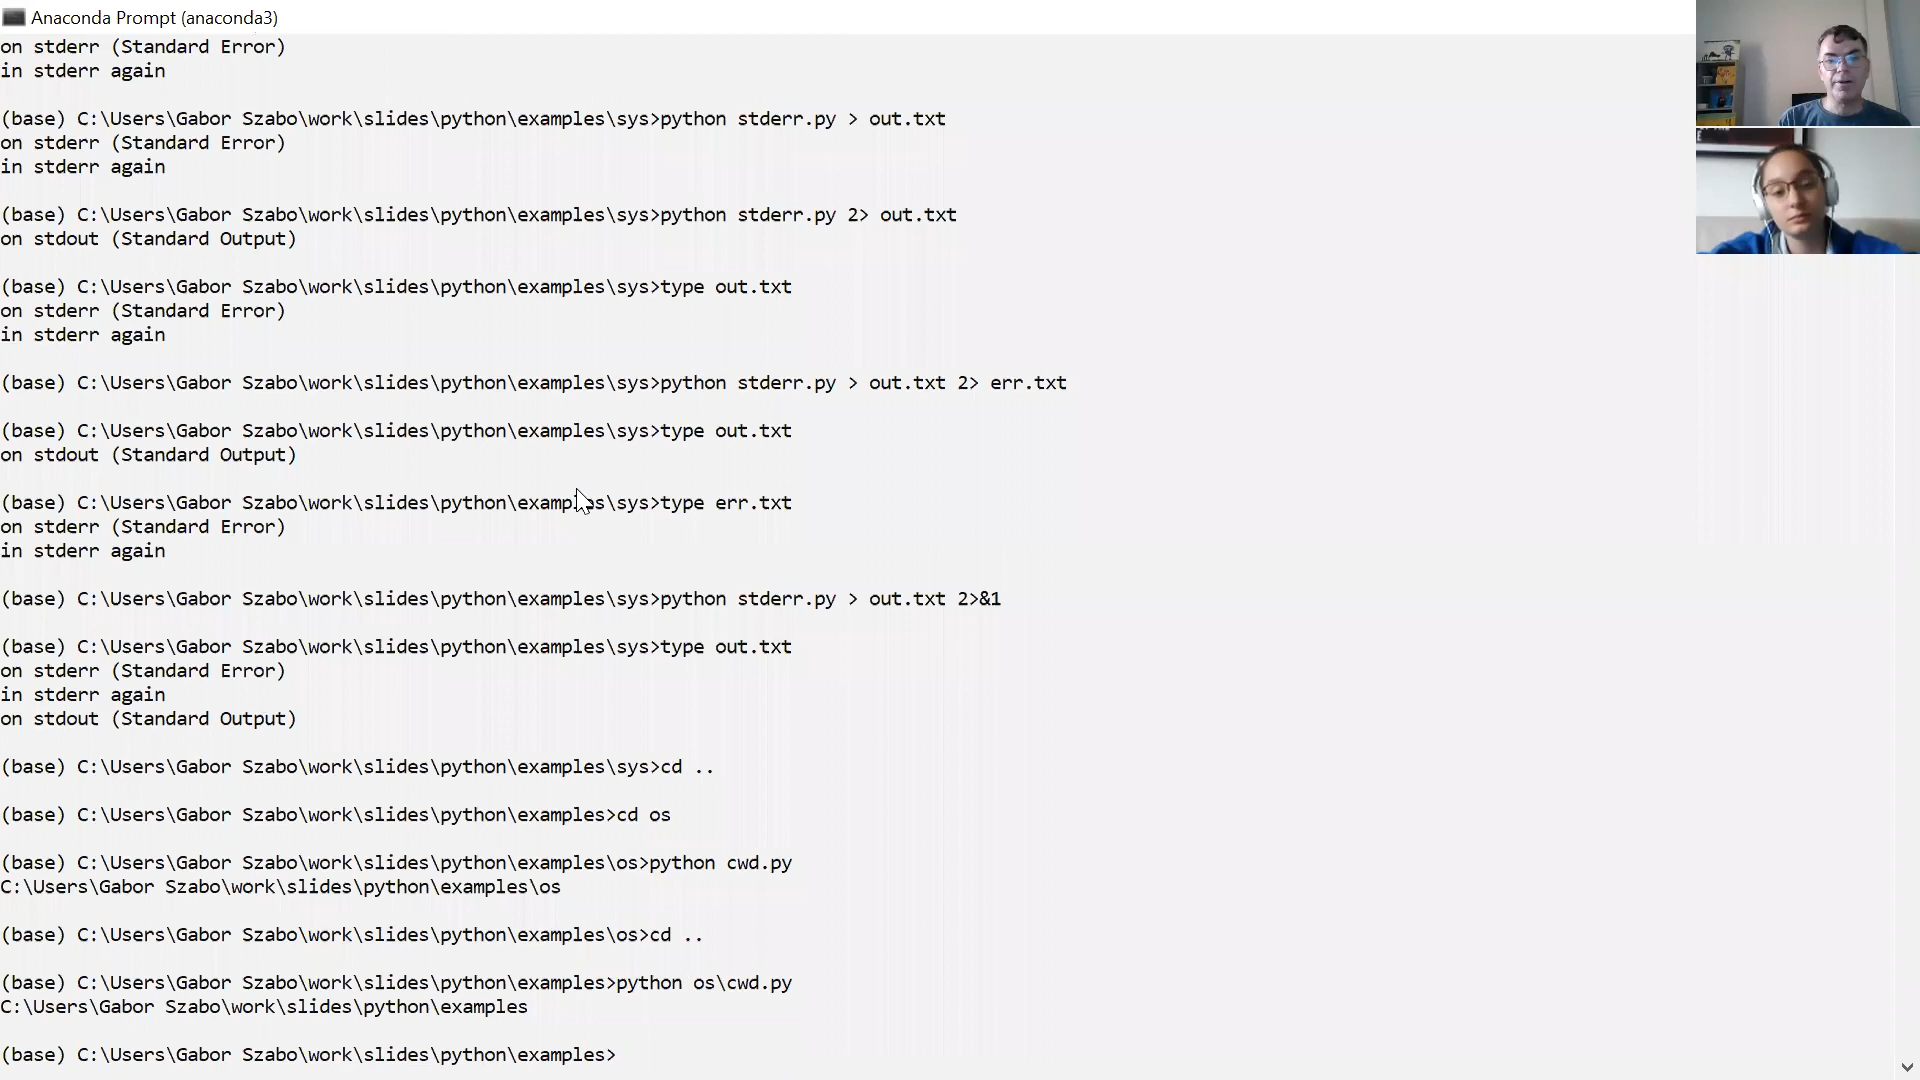 Anaconda Prompt (anaconda3)
on stderr (Standard Error)
in stderr again
(base) C:\Users\Gabor Szabo\work\slides\python\examples\sys>python stderr.py > out.txt
on stderr (Standard Error)
in stderr again
(base) C:\Users\Gabor Szabo\work\slides\python\examples\sys>python stderr.py 2> out.txt
on stdout (Standard Output)
(base) C:\Users\Gabor Szabo\work\slides\python\examples\sys>type out.txt
on stderr (Standard Error)
in stderr again
(base) C:\Users\Gabor Szabo\work\slides\python\examples\sys>python stderr.py > out.txt 2> err.txt
(base) C:\Users\Gabor Szabo\work\slides\python\examples\sys>type out.txt
on stdout (Standard Output)
(base) C:\Users\Gabor Szabo\work\slides\python\examples\sys>type err.txt
on stderr (Standard Error)
in stderr again
(base) C:\Users\Gabor Szabo\work\slides\python\examples\sys>python stderr.py > out.txt 2>&1
(base) C:\Users\Gabor Szabo\work\slides\python\examples\sys>type out.txt
on stderr (Standard Error)
in stderr again
on stdout (Standard Output)
(base) C:\Users\Gabor Szabo\work\slides\python\examples\sys>cd ..
(base) C:\Users\Gabor Szabo\work\slides\python\examples>cd os
(base) C:\Users\Gabor Szabo\work\slides\python\examples\os>python cwd.py
C:\Users\Gabor Szabo\work\slides\python\examples\os
(base) C:\Users\Gabor Szabo\work\slides\python\examples\os>cd ..
(base) C:\Users\Gabor Szabo\work\slides\python\examples>python os\cwd.py
C:\Users\Gabor Szabo\work\slides\python\examples
(base) C:\Users\Gabor Szabo\work\slides\python\examples>